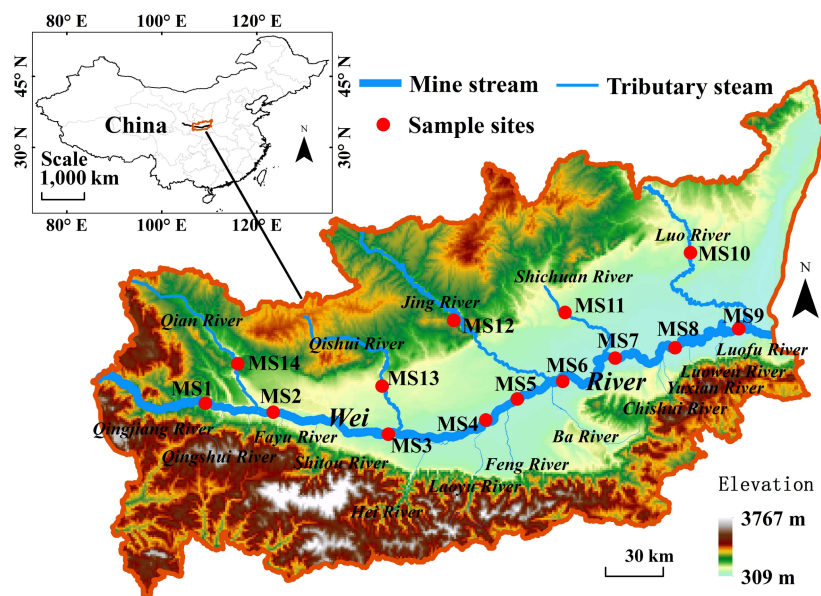 80° E 100° E 120° E
45° N
45° N
China
N
30° N
30° N
Scale
1,000 km
80° E 100° E 120° E
Mine stream
Tributary steam
Sample sites
Luo River
MS10
N
Shichuan River
Jing River
MS11
MS12
Qian River
Qishui River
MS9
MS8
MS7
Luofu River
MS14
MS6
Luowen River
MS13
MS5
River
Yuxian River
MS1
MS2
Wei
MS4
Chishui River
Qingjiang River
Fayu River
MS3
Ba River
Qingshui River
Shitou River
Feng River
Laoyu River
Hei River
Elevation
3767 m
309 m
30 km